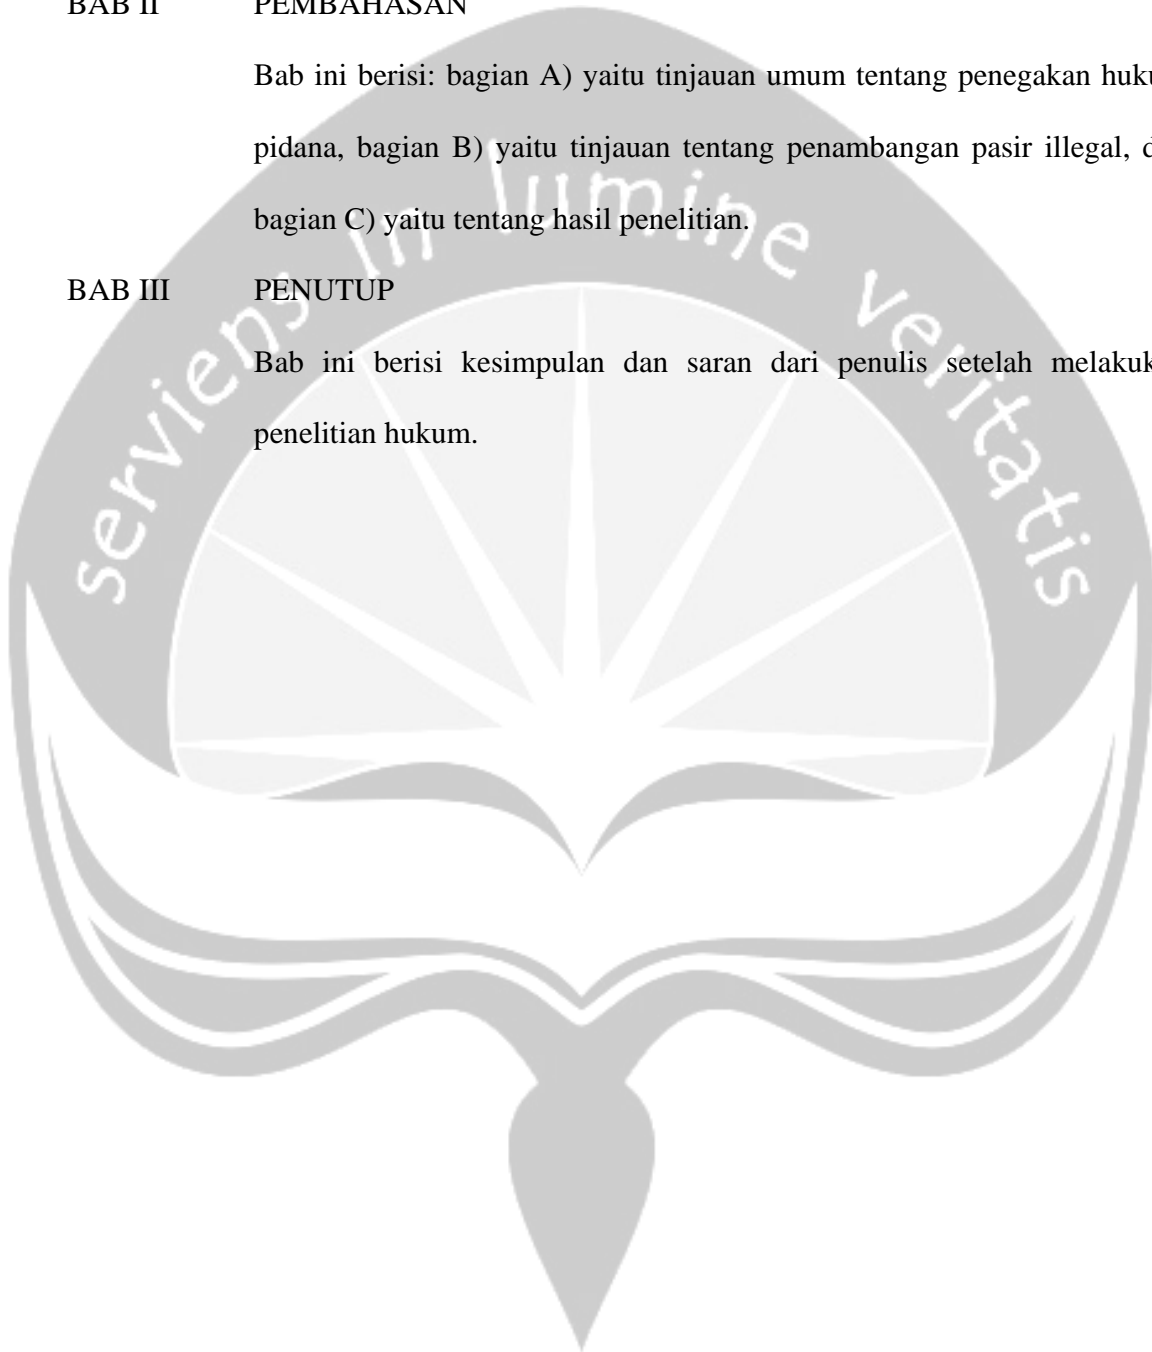 BAB II PEMBAHASAN
Bab ini berisi: bagian A) yaitu tinjauan umum tentang penegakan huku
pidana, bagian B) yaitu tinjauan tentang penambangan pasir illegal, d
bagian C) yaitu tentang hasil penelitian.
BAB III PENUTUP
Bab ini berisi kesimpulan dan saran dari penulis setelah melakuk
penelitian hukum.
serviens in lumine veritatis